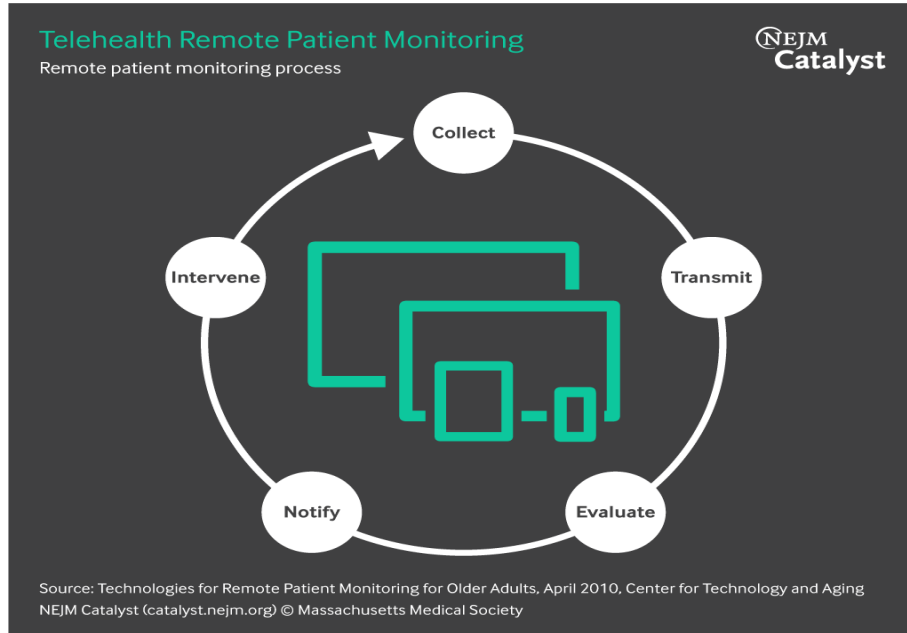 Telehealth Remote Patient Monitoring
Remote patient monitoring process
NEJM
Catalyst
Collect
Transmit
Evaluate
Notify
Intervene
Source: Technologies for Remote Patient Monitoring for Older Adults, April 2010, Center for Technology and Aging
NEJM Catalyst (catalyst.nejm.org) © Massachusetts Medical Society